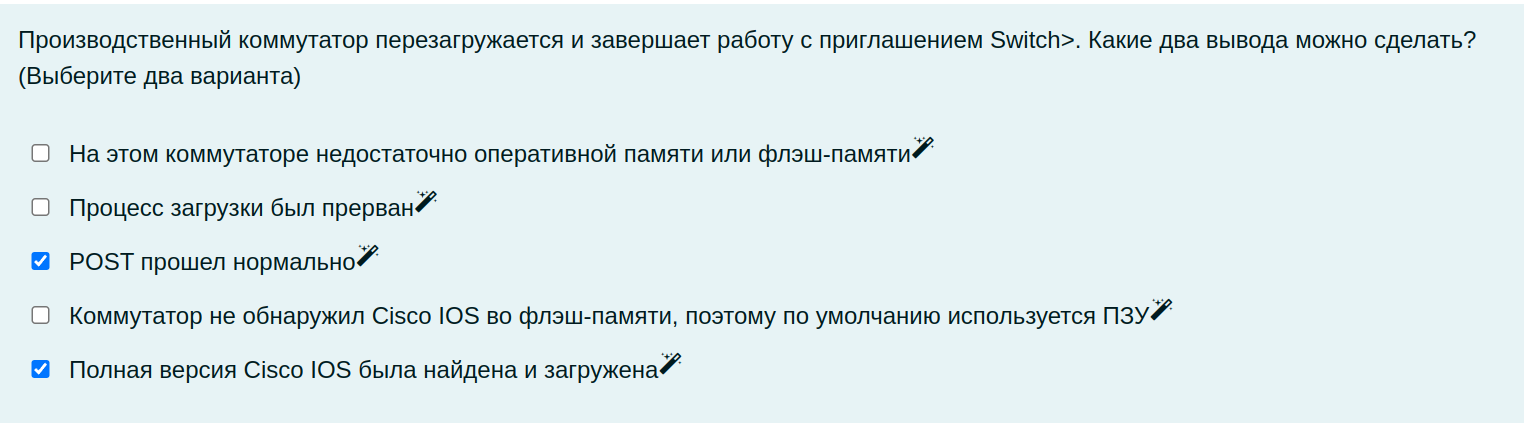 Производственный коммутатор перезагружается и завершает работу с приглашением Switch>. Какие два вывода можно сделать?
(Выберите два варианта)
На этом коммутаторе недостаточно оперативной памяти или флэш-памяти
Процесс загрузки был прерван
POST прошел нормально
Коммутатор не обнаружил Cisco IOS во флэш-памяти, поэтому по умолчанию используется ПЗУ
Полная версия Cisco IOS была найдена и загружена